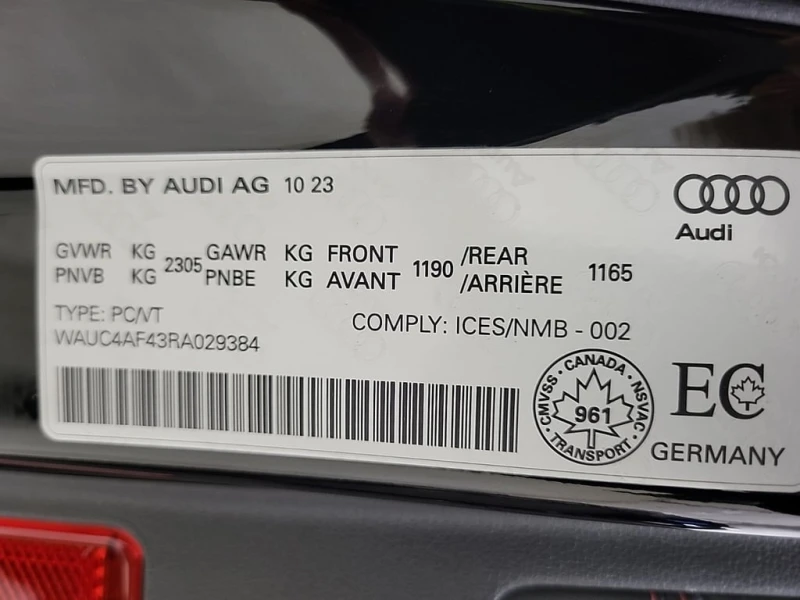 MFD. BY AUDI AG 10 23
Audi
GVWR KG 2305 GAWR KG FRONT 1190 /REAR 1165
PNVB KG PNBE KG AVANT /ARRIÈRE
TYPE: PC/VT
COMPLY: ICES/NMB - 002
WAUC4AF43RA029384
CMVSS · CANADA · NSVAC · TRANSPORT ·
961
EC
GERMANY